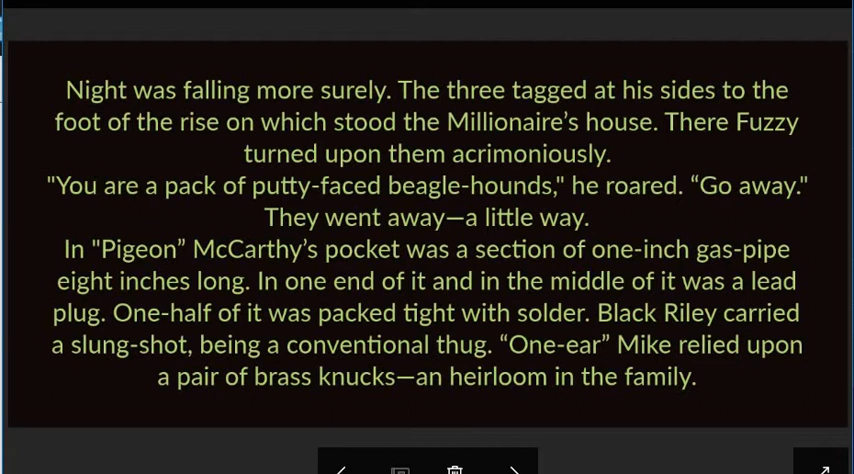 Night was falling more surely. The three tagged at his sides to the
foot of the rise on which stood the Millionaire’s house. There Fuzzy
turned upon them acrimoniously.
"You are a pack of putty-faced beagle-hounds," he roared. “Go away."
They went away—a little way.
In "Pigeon” McCarthy’s pocket was a section of one-inch gas-pipe
eight inches long. In one end of it and in the middle of it was a lead
plug. One-half of it was packed tight with solder. Black Riley carried
a slung-shot, being a conventional thug. “One-ear” Mike relied upon
a pair of brass knucks—an heirloom in the family.